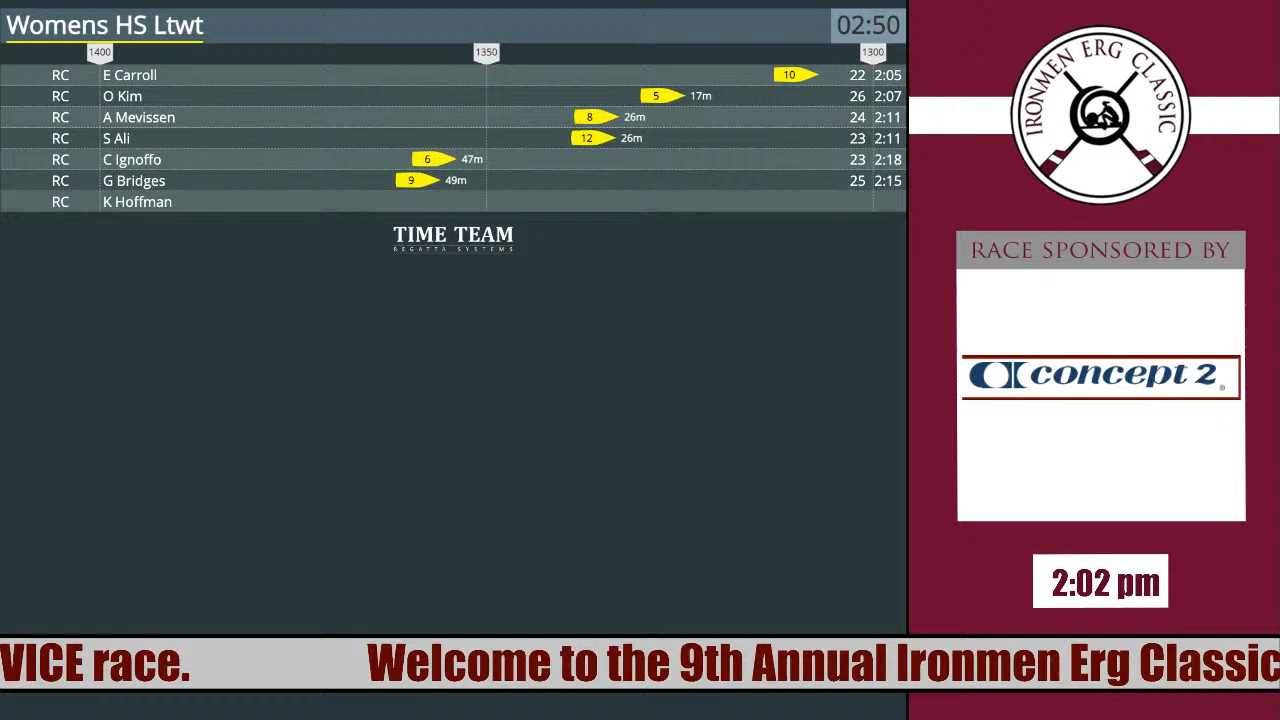 Womens HS Ltwt 02:50
1400 1350 1300
RC E Carroll 10 22 2:05
RC O Kim 5 17m 26 2:07
RC A Mevissen 8 26m 24 2:11
RC S Ali 12 26m 23 2:11
RC C Ignoffo 6 47m 23 2:18
RC G Bridges 9 49m 25 2:15
RC K Hoffman
TIME TEAM
REGATTA SYSTEMS
IRONMEN ERG CLASSIC
RACE SPONSORED BY
concept 2 ®
2:02 pm
VICE race. Welcome to the 9th Annual Ironmen Erg Classic